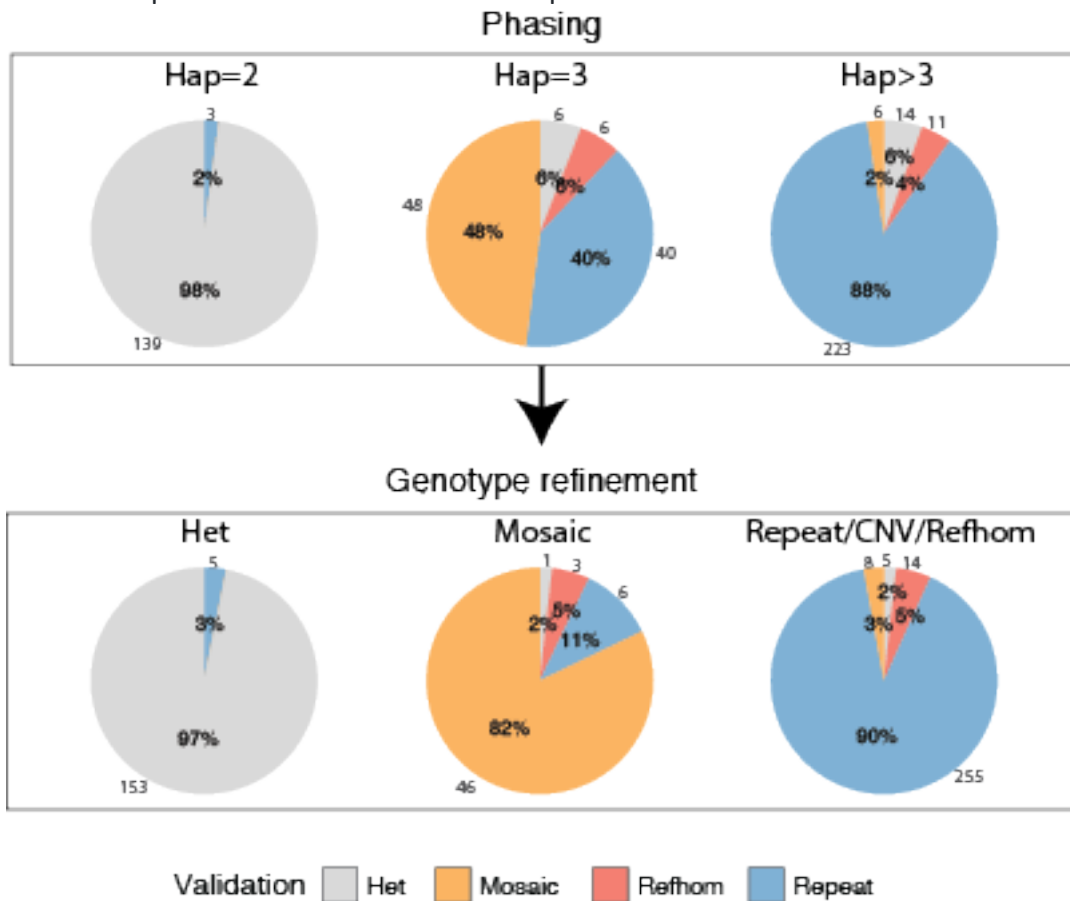 Phasing
Hap=2 Hap=3 Hap>3
3 6 6 6 14 11
2% 6% 6% 2% 6% 4%
48 48% 40% 40
98% 88%
139 223
Genotype refinement
Het Mosaic Repeat/CNV/Refhom
5 1 3 6 8 5 14
3% 2% 5% 11% 3% 2% 5%
97% 82% 90%
153 46 255
Validation Het Mosaic Refhom Repeat